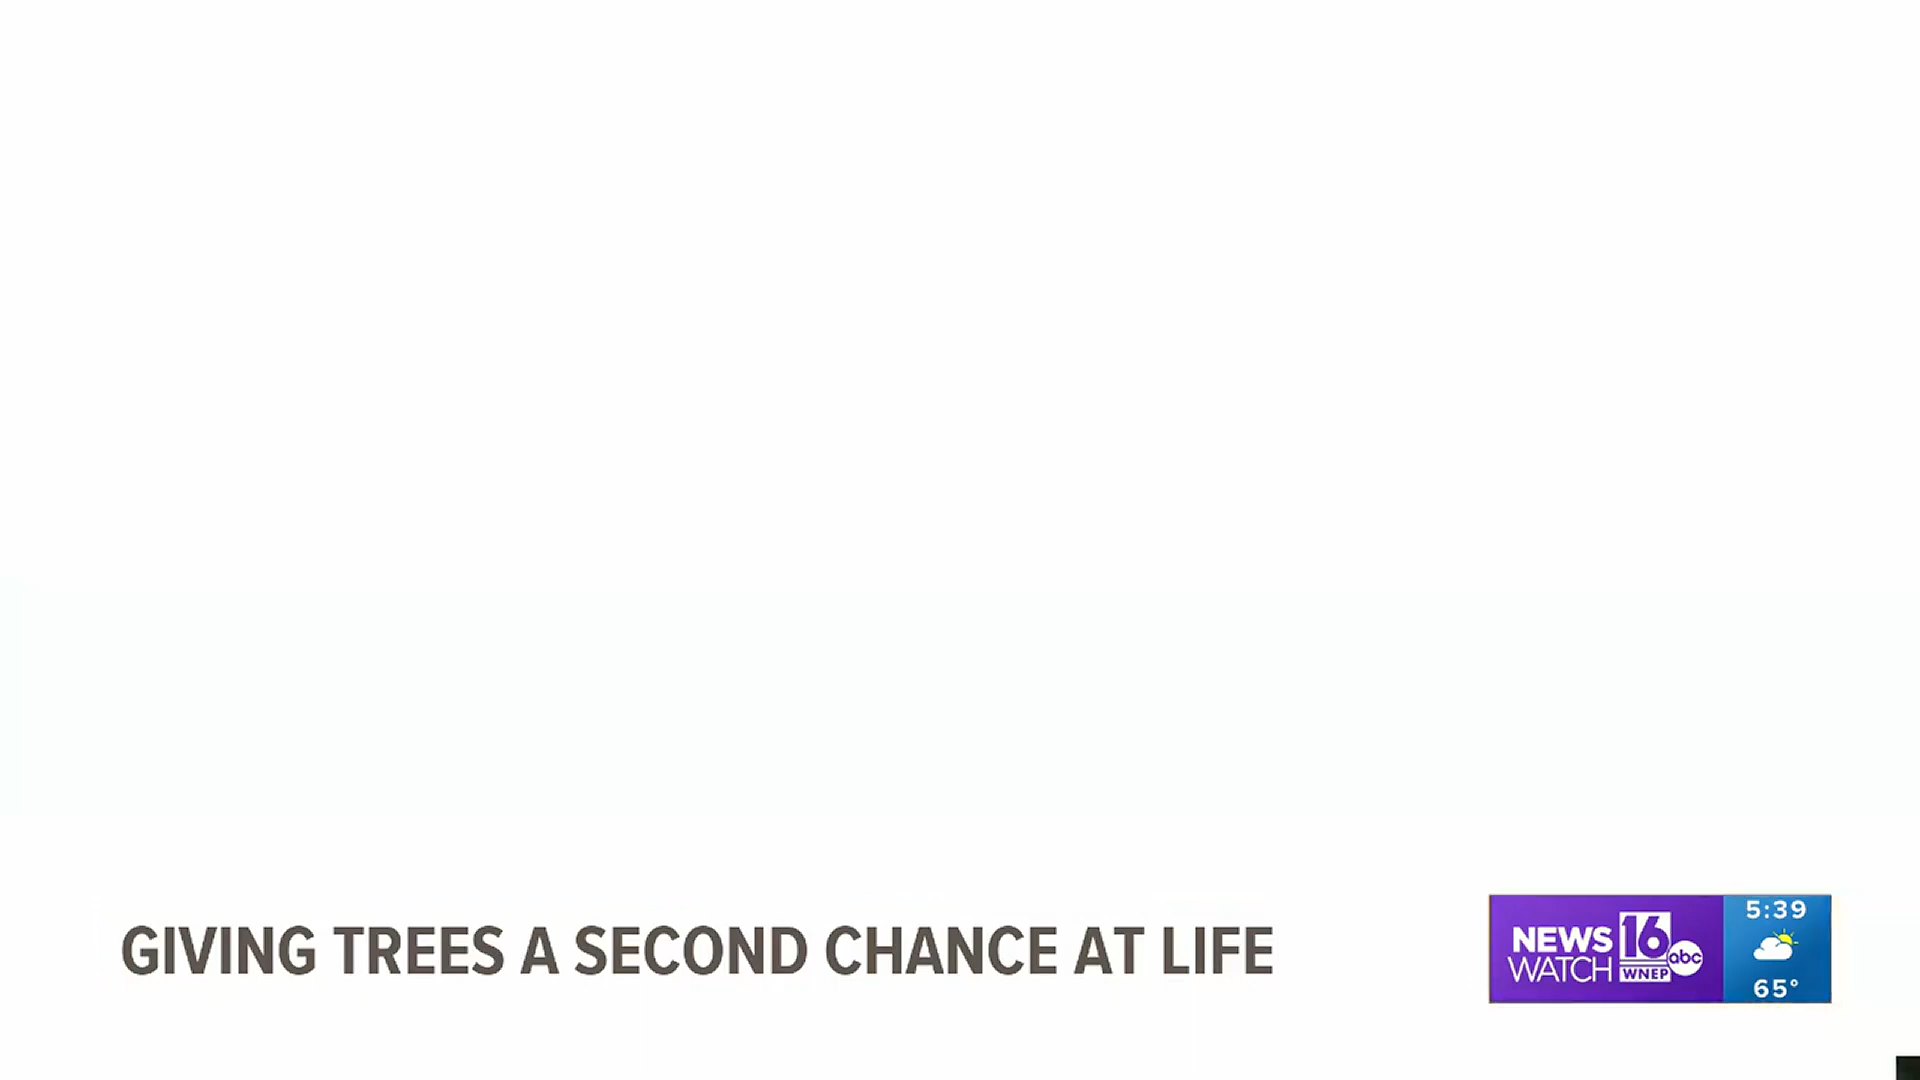 GIVING TREES A SECOND CHANCE AT LIFE
NEWS 16 abc
WATCH WNEP
5:39
65°